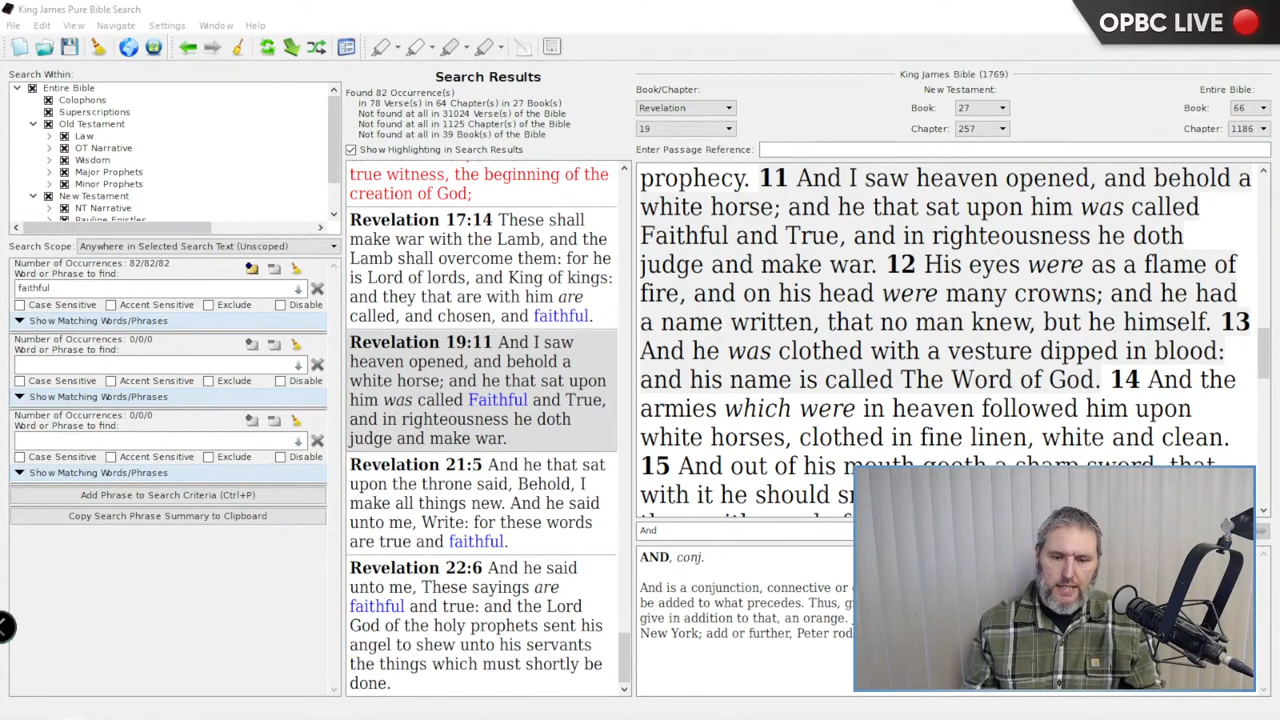 King James Pure Bible Search
OPBC LIVE
File Edit View Navigate Settings Window Help
Search Within:
Entire Bible
Colophons
Superscriptions
Old Testament
Law
OT Narrative
Wisdom
Major Prophets
Minor Prophets
New Testament
NT Narrative
Pauline Epistles
Search Scope: Anywhere in Selected Search Text (Unscoped)
Number of Occurrences: 82/82/82
Word or Phrase to find:
faithful
Case Sensitive Accent Sensitive Exclude Disable
Show Matching Words/Phrases
Number of Occurrences: 0/0/0
Word or Phrase to find:
Case Sensitive Accent Sensitive Exclude Disable
Show Matching Words/Phrases
Number of Occurrences: 0/0/0
Word or Phrase to find:
Case Sensitive Accent Sensitive Exclude Disable
Show Matching Words/Phrases
Add Phrase to Search Criteria (Ctrl+P)
Copy Search Phrase Summary to Clipboard
Search Results
Found 82 Occurrence(s)
in 78 Verse(s) in 64 Chapter(s) in 27 Book(s)
Not found at all in 31024 Verse(s) of the Bible
Not found at all in 1125 Chapter(s) of the Bible
Not found at all in 39 Book(s) of the Bible
Show Highlighting in Search Results
true witness, the beginning of the
creation of God;
Revelation 17:14 These shall
make war with the Lamb, and the
Lamb shall overcome them: for he
is Lord of lords, and King of kings:
and they that are with him are
called, and chosen, and faithful.
Revelation 19:11 And I saw
heaven opened, and behold a
white horse; and he that sat upon
him was called Faithful and True,
and in righteousness he doth
judge and make war.
Revelation 21:5 And he that sat
upon the throne said, Behold, I
make all things new. And he said
unto me, Write: for these words
are true and faithful.
Revelation 22:6 And he said
unto me, These sayings are
faithful and true: and the Lord
God of the holy prophets sent his
angel to shew unto his servants
the things which must shortly be
done.
King James Bible (1769)
Book/Chapter: New Testament: Entire Bible:
Revelation Book: 27 Book: 66
19 Chapter: 257 Chapter: 1186
Enter Passage Reference:
prophecy. 11 And I saw heaven opened, and behold a
white horse; and he that sat upon him was called
Faithful and True, and in righteousness he doth
judge and make war. 12 His eyes were as a flame of
fire, and on his head were many crowns; and he had
a name written, that no man knew, but he himself. 13
And he was clothed with a vesture dipped in blood:
and his name is called The Word of God. 14 And the
armies which were in heaven followed him upon
white horses, clothed in fine linen, white and clean.
15 And out of his mouth goeth a sharp sword, that
with it he should
And
AND, conj.
And is a conjunction, connective or
be added to what precedes. Thus,
give in addition to that, an orange.
New York; add or further, Peter